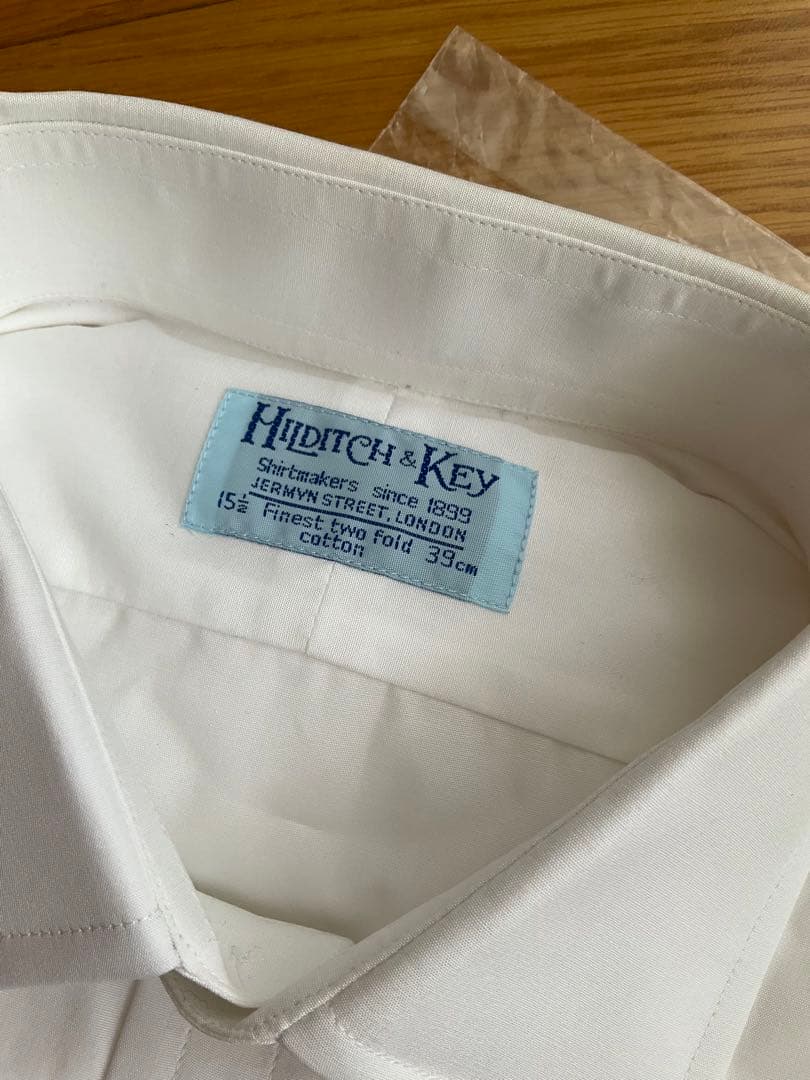 HILDITCH & KEY
Shirtmakers since 1899
JERMYN STREET, LONDON
15½ Finest two fold 39cm
cotton